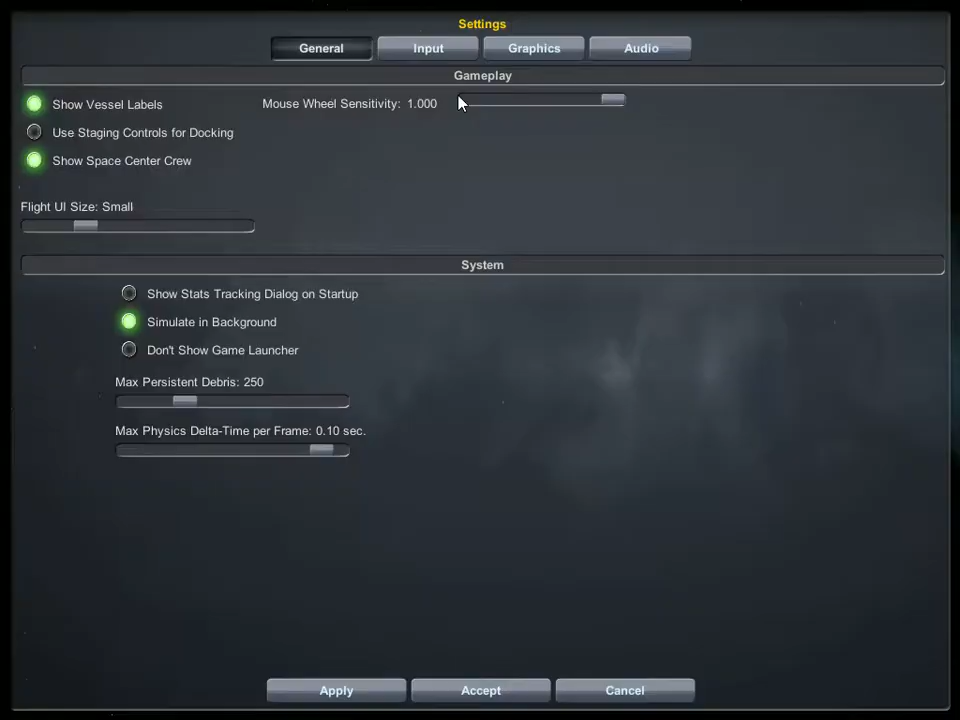 Settings
General
Input
Graphics
Audio
Gameplay
Show Vessel Labels
Mouse Wheel Sensitivity: 1.000
Use Staging Controls for Docking
Show Space Center Crew
Flight UI Size: Small
System
Show Stats Tracking Dialog on Startup
Simulate in Background
Don't Show Game Launcher
Max Persistent Debris: 250
Max Physics Delta-Time per Frame: 0.10 sec.
Apply
Accept
Cancel